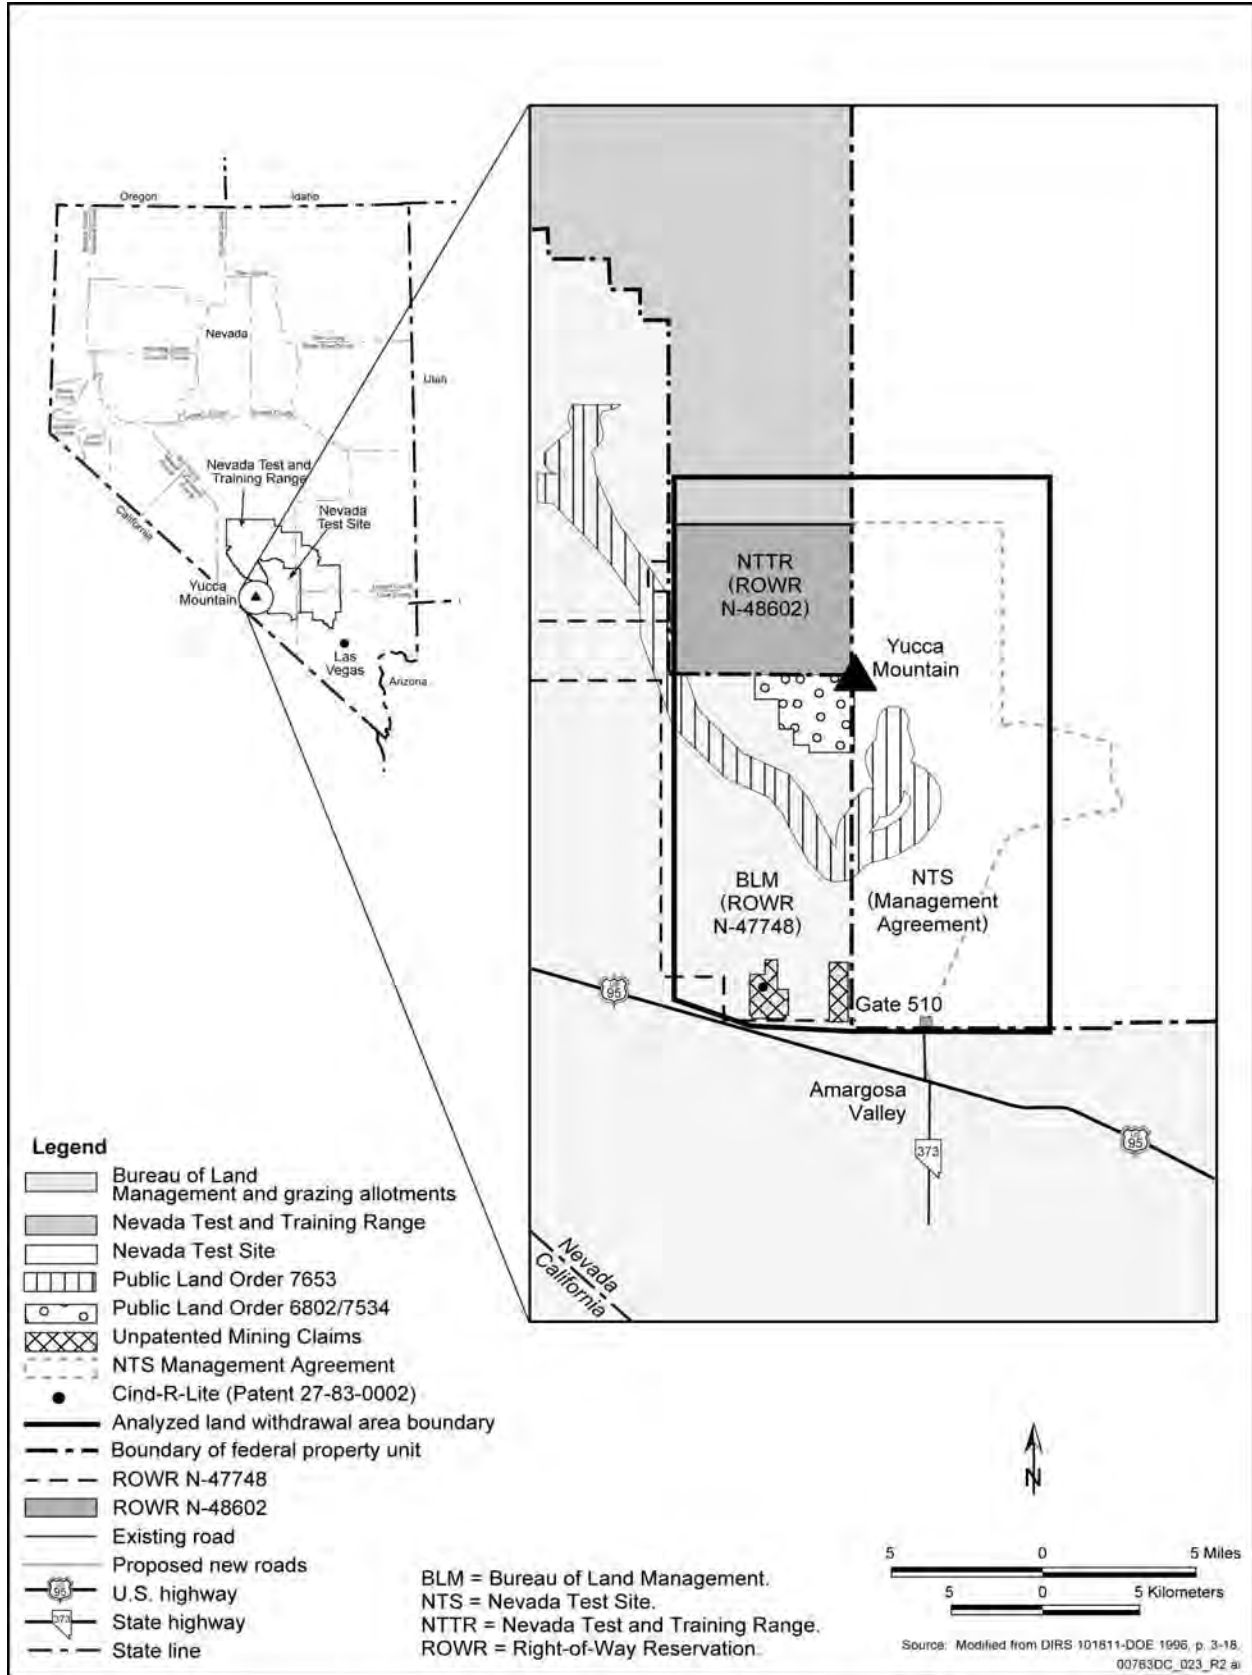 Oregon
Idaho
Nevada
Utah
Nevada Test and
Training Range
Nevada
Test Site
California
Yucca
Mountain
Las
Vegas
Arizona
NTTR
(ROWR
N-48602)
Yucca
Mountain
BLM
(ROWR
N-47748)
NTS
(Management
Agreement)
95
Gate 510
Amargosa
Valley
95
373
Nevada
California
Legend
Bureau of Land
Management and grazing allotments
Nevada Test and Training Range
Nevada Test Site
Public Land Order 7653
Public Land Order 6802/7534
Unpatented Mining Claims
NTS Management Agreement
Cind-R-Lite (Patent 27-83-0002)
Analyzed land withdrawal area boundary
Boundary of federal property unit
ROWR N-47748
ROWR N-48602
Existing road
Proposed new roads
95 U.S. highway
373 State highway
State line
BLM = Bureau of Land Management.
NTS = Nevada Test Site.
NTTR = Nevada Test and Training Range.
ROWR = Right-of-Way Reservation.
N
5 0 5 Miles
5 0 5 Kilometers
Source: Modified from DIRS 101811-DOE 1996, p. 3-18.
00763DC_023_R2 ai